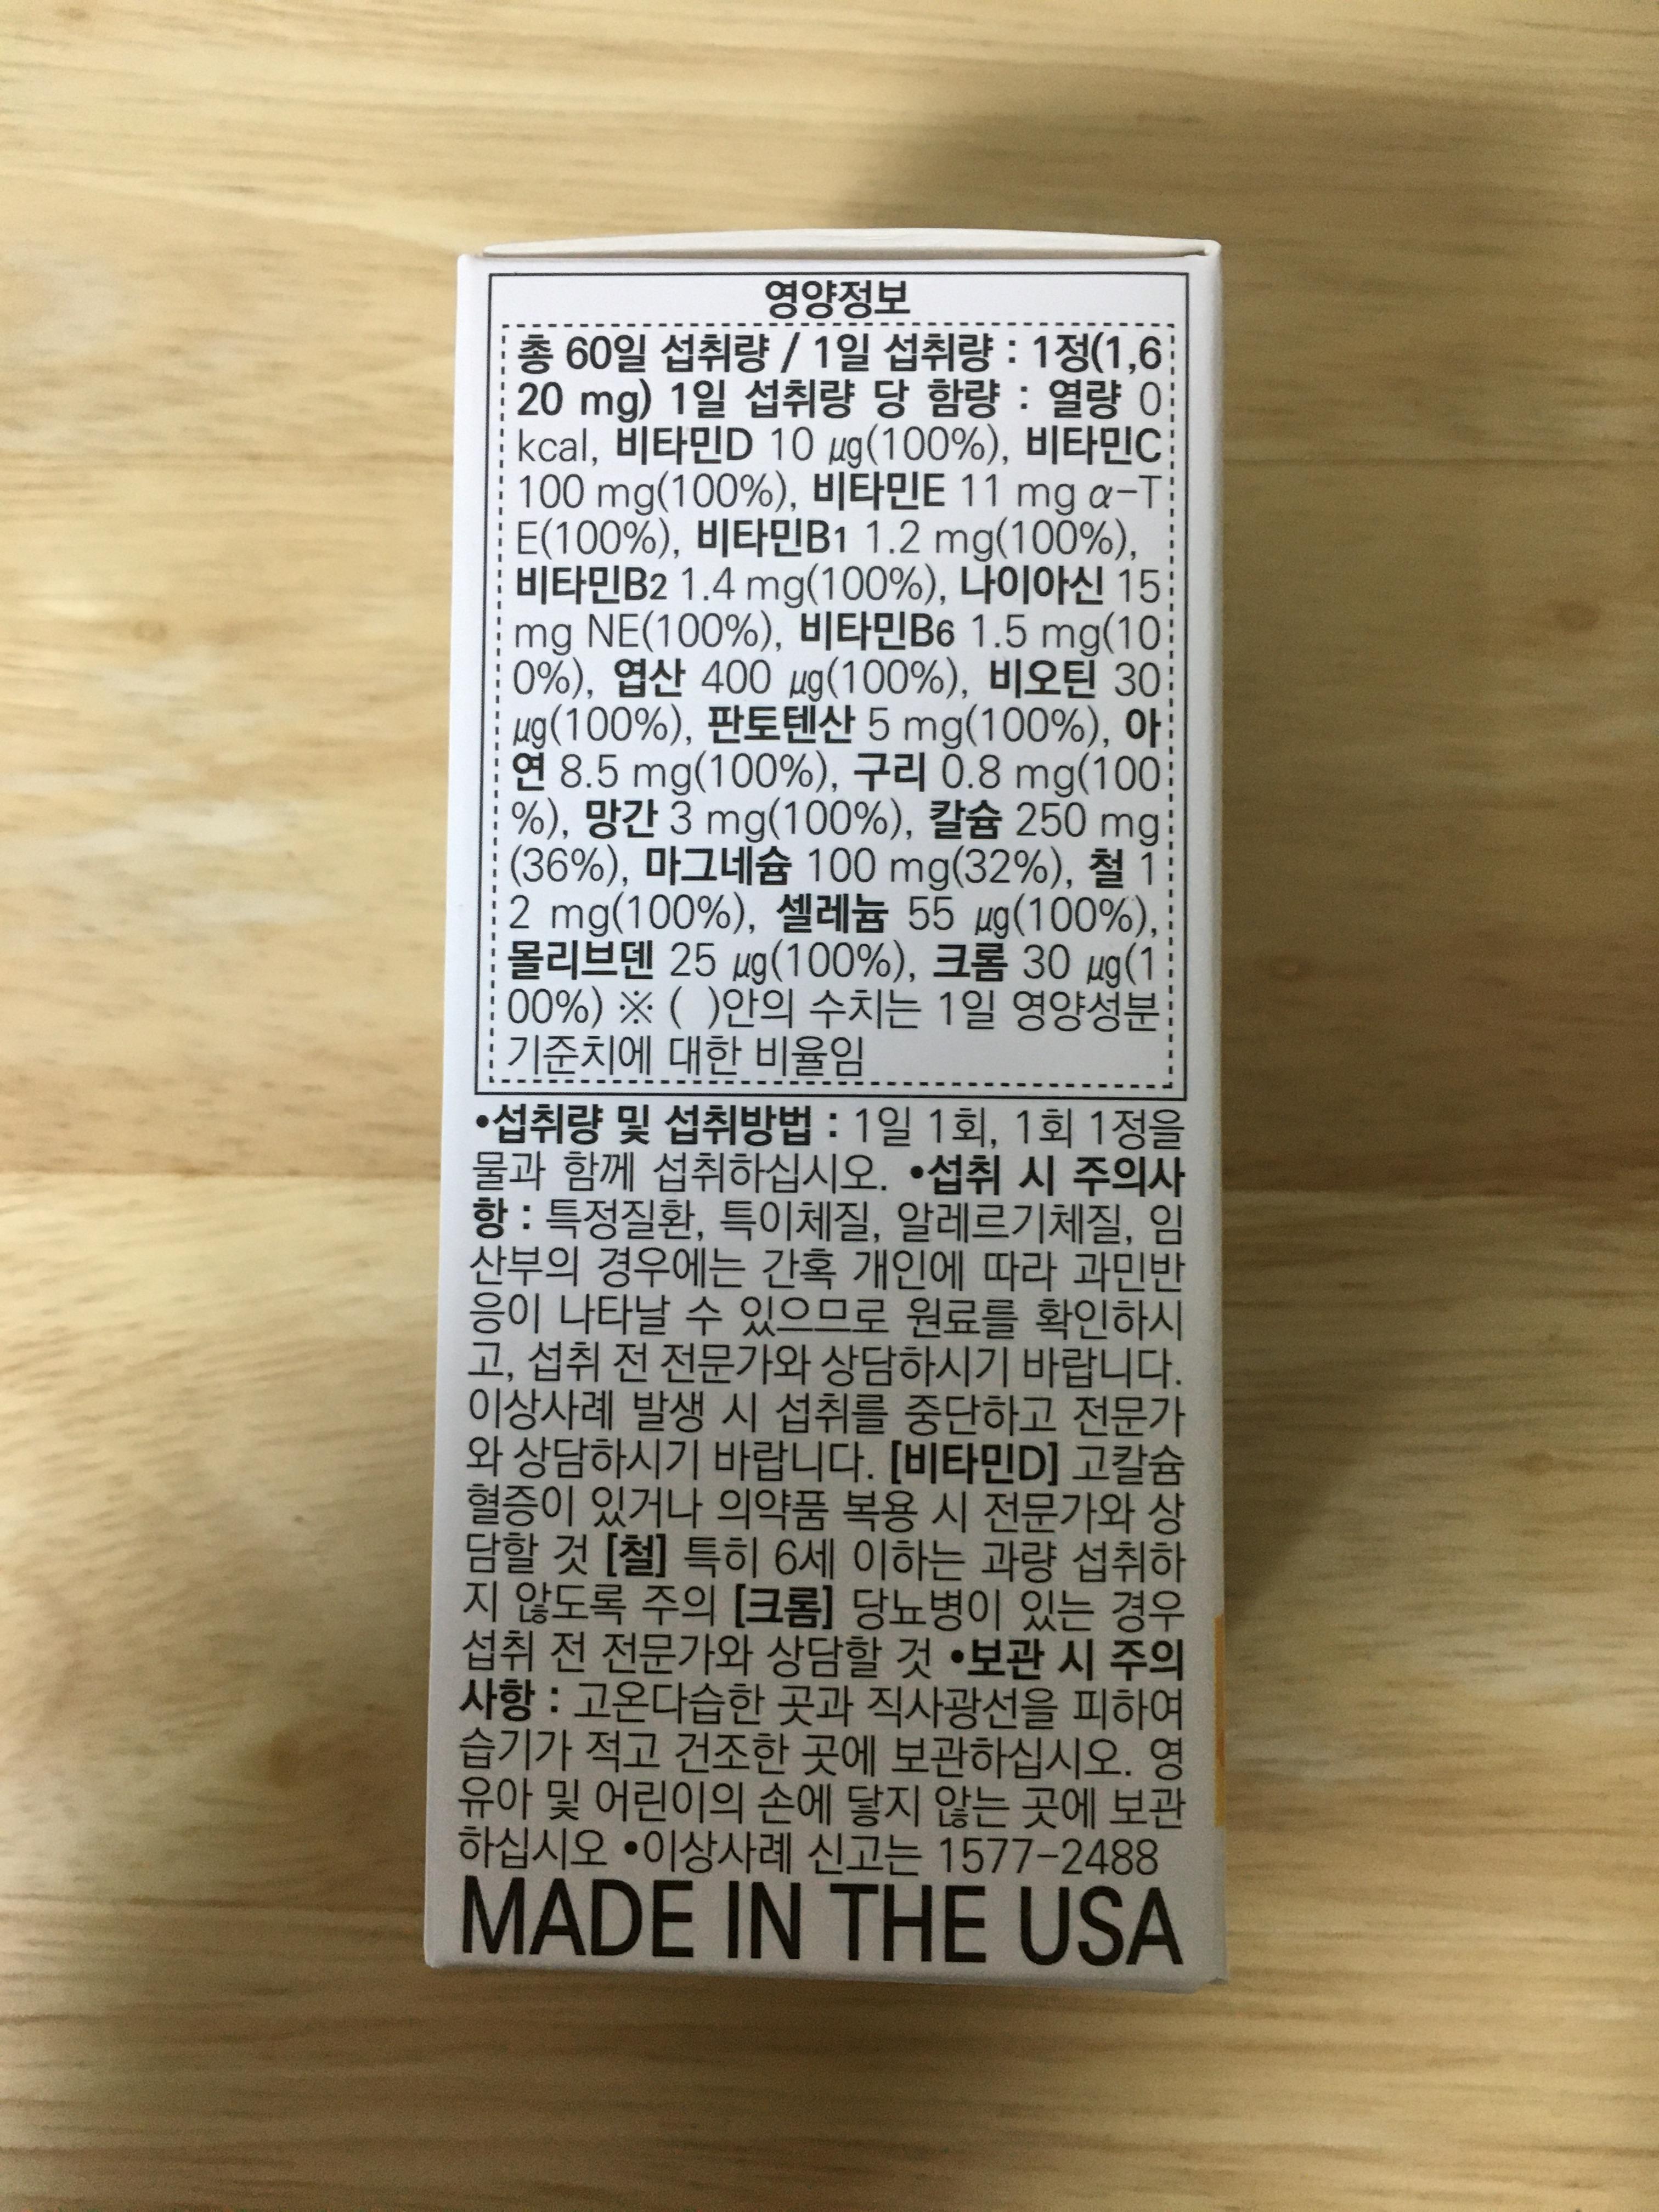 영양정보
총 60일 섭취량 / 1일 섭취량 : 1정(1,6
20 mg) 1일 섭취량 당 함량 : 열량 0
kcal, 비타민D 10 ㎍(100%), 비타민C
100 mg(100%), 비타민E 11 mg α-T
E(100%), 비타민B1 1.2 mg(100%),
비타민B2 1.4 mg(100%), 나이아신 15
mg NE(100%), 비타민B6 1.5 mg(10
0%), 엽산 400 ㎍(100%), 비오틴 30
㎍(100%), 판토텐산 5 mg(100%), 아
연 8.5 mg(100%), 구리 0.8 mg(100
%), 망간 3 mg(100%), 칼슘 250 mg
(36%), 마그네슘 100 mg(32%), 철 1
2 mg(100%), 셀레늄 55 ㎍(100%),
몰리브덴 25 ㎍(100%), 크롬 30 ㎍(1
00%) ※ ( )안의 수치는 1일 영양성분
기준치에 대한 비율임
•섭취량 및 섭취방법 : 1일 1회, 1회 1정을
물과 함께 섭취하십시오. •섭취 시 주의사
항 : 특정질환, 특이체질, 알레르기체질, 임
산부의 경우에는 간혹 개인에 따라 과민반
응이 나타날 수 있으므로 원료를 확인하시
고, 섭취 전 전문가와 상담하시기 바랍니다.
이상사례 발생 시 섭취를 중단하고 전문가
와 상담하시기 바랍니다. [비타민D] 고칼슘
혈증이 있거나 의약품 복용 시 전문가와 상
담할 것 [철] 특히 6세 이하는 과량 섭취하
지 않도록 주의 [크롬] 당뇨병이 있는 경우
섭취 전 전문가와 상담할 것 •보관 시 주의
사항 : 고온다습한 곳과 직사광선을 피하여
습기가 적고 건조한 곳에 보관하십시오. 영
유아 및 어린이의 손에 닿지 않는 곳에 보관
하십시오 •이상사례 신고는 1577-2488
MADE IN THE USA